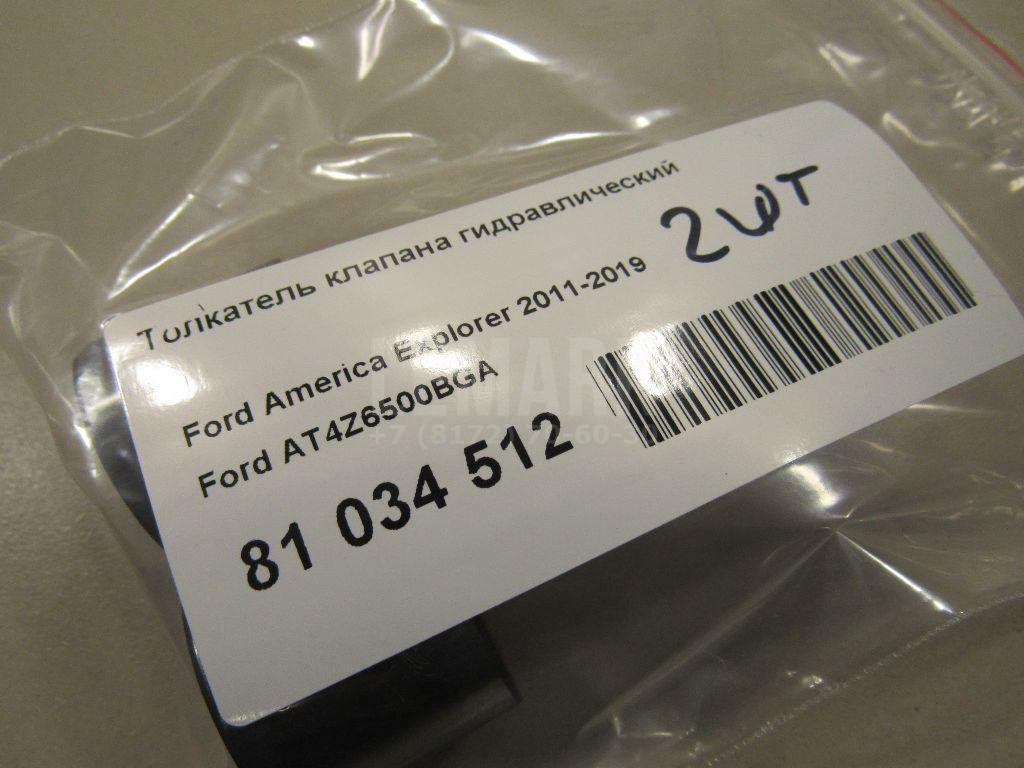 Толкатель клапана гидравлический
2шт
Ford America Explorer 2011-2019
Ford AT4Z6500BGA
81 034 512